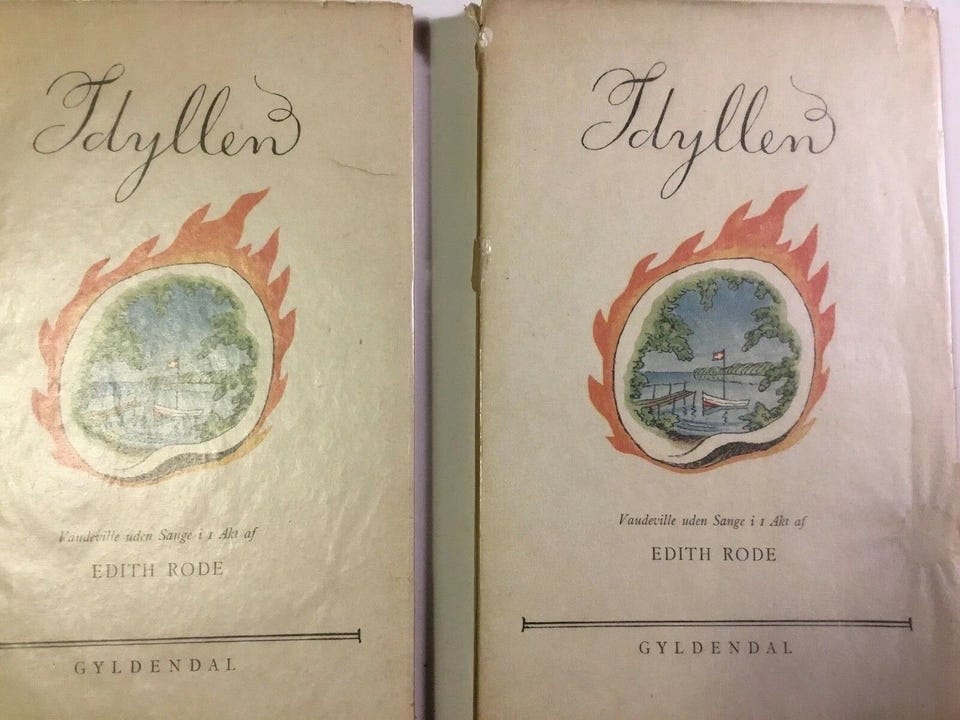 Idyllen
Vaudeville uden Sange i 1 Akt af
EDITH RODE
GYLDENDAL
Idyllen
Vaudeville uden Sange i 1 Akt af
EDITH RODE
GYLDENDAL